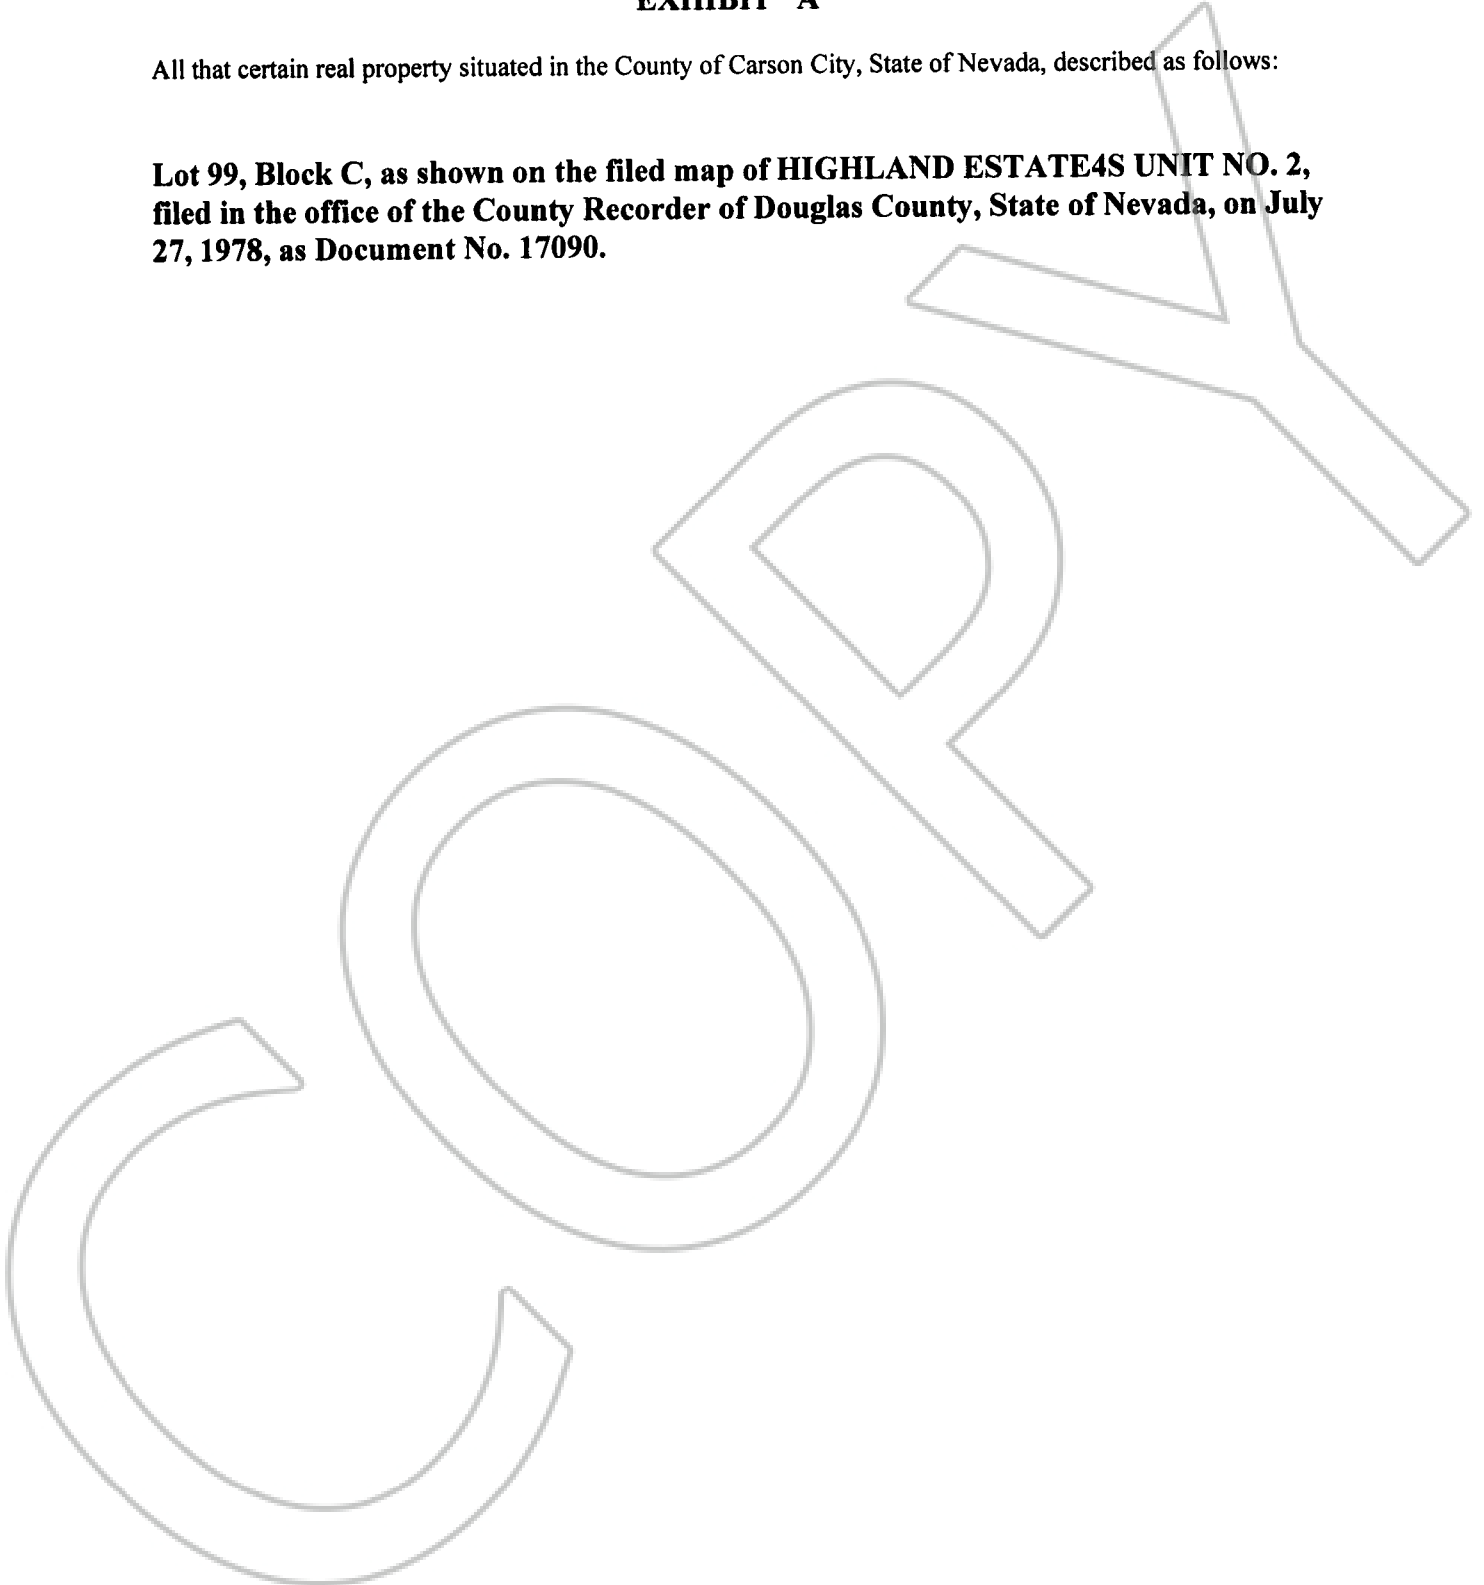 EXHIBIT "A"
All that certain real property situated in the County of Carson City, State of Nevada, described as follows:
Lot 99, Block C, as shown on the filed map of HIGHLAND ESTATE4S UNIT NO. 2,
filed in the office of the County Recorder of Douglas County, State of Nevada, on July
27, 1978, as Document No. 17090.
COPY